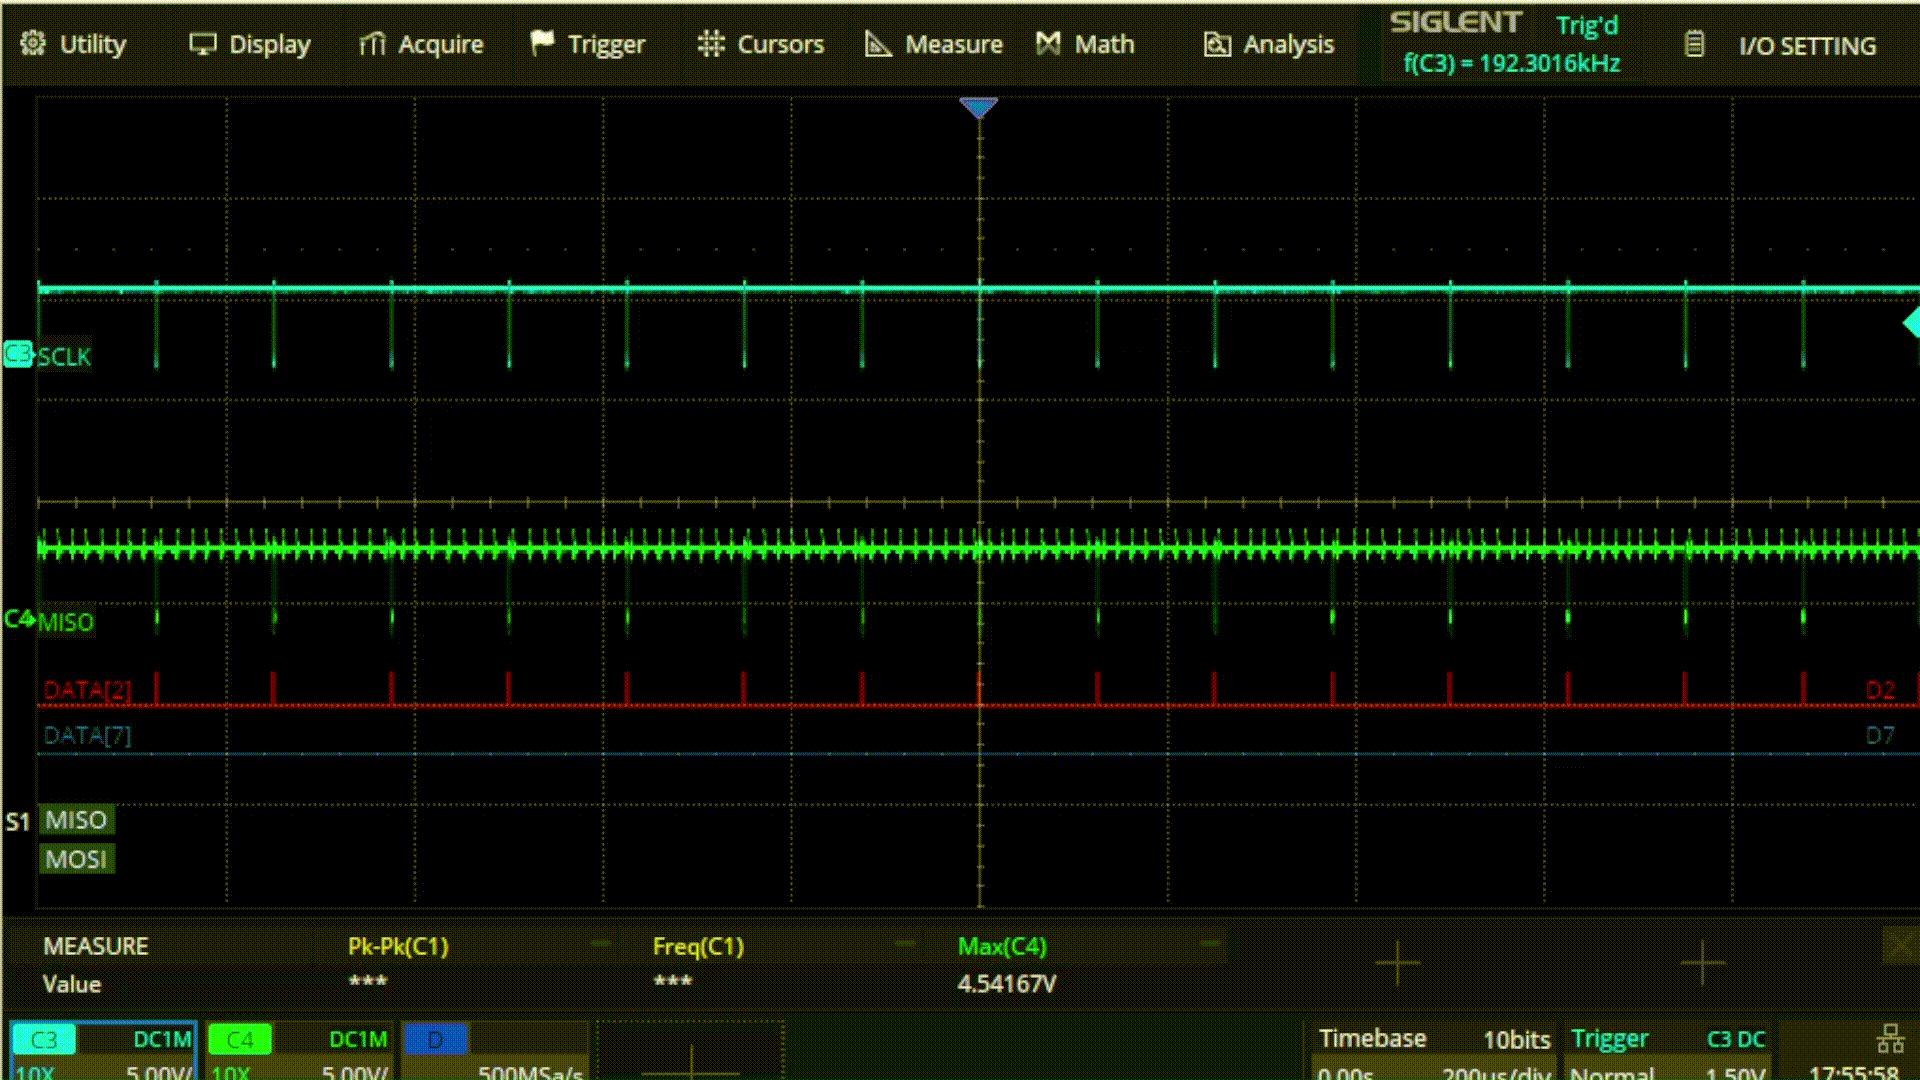 Utility Display Acquire Trigger Cursors Measure Math Analysis SIGLENT Trig'd I/O SETTING
f(C3) = 192.3016kHz
C3 SCLK
C4 MISO
DATA[2] D2
DATA[7] D7
S1 MISO
MOSI
MEASURE Pk-Pk(C1) Freq(C1) Max(C4)
Value *** *** 4.54167V
C3 DC1M C4 DC1M D Timebase 10bits Trigger C3 DC
10X 5.00V/ 10X 5.00V/ 500MSa/s 0.00s 200us/div Normal 1.50V 17:55:58